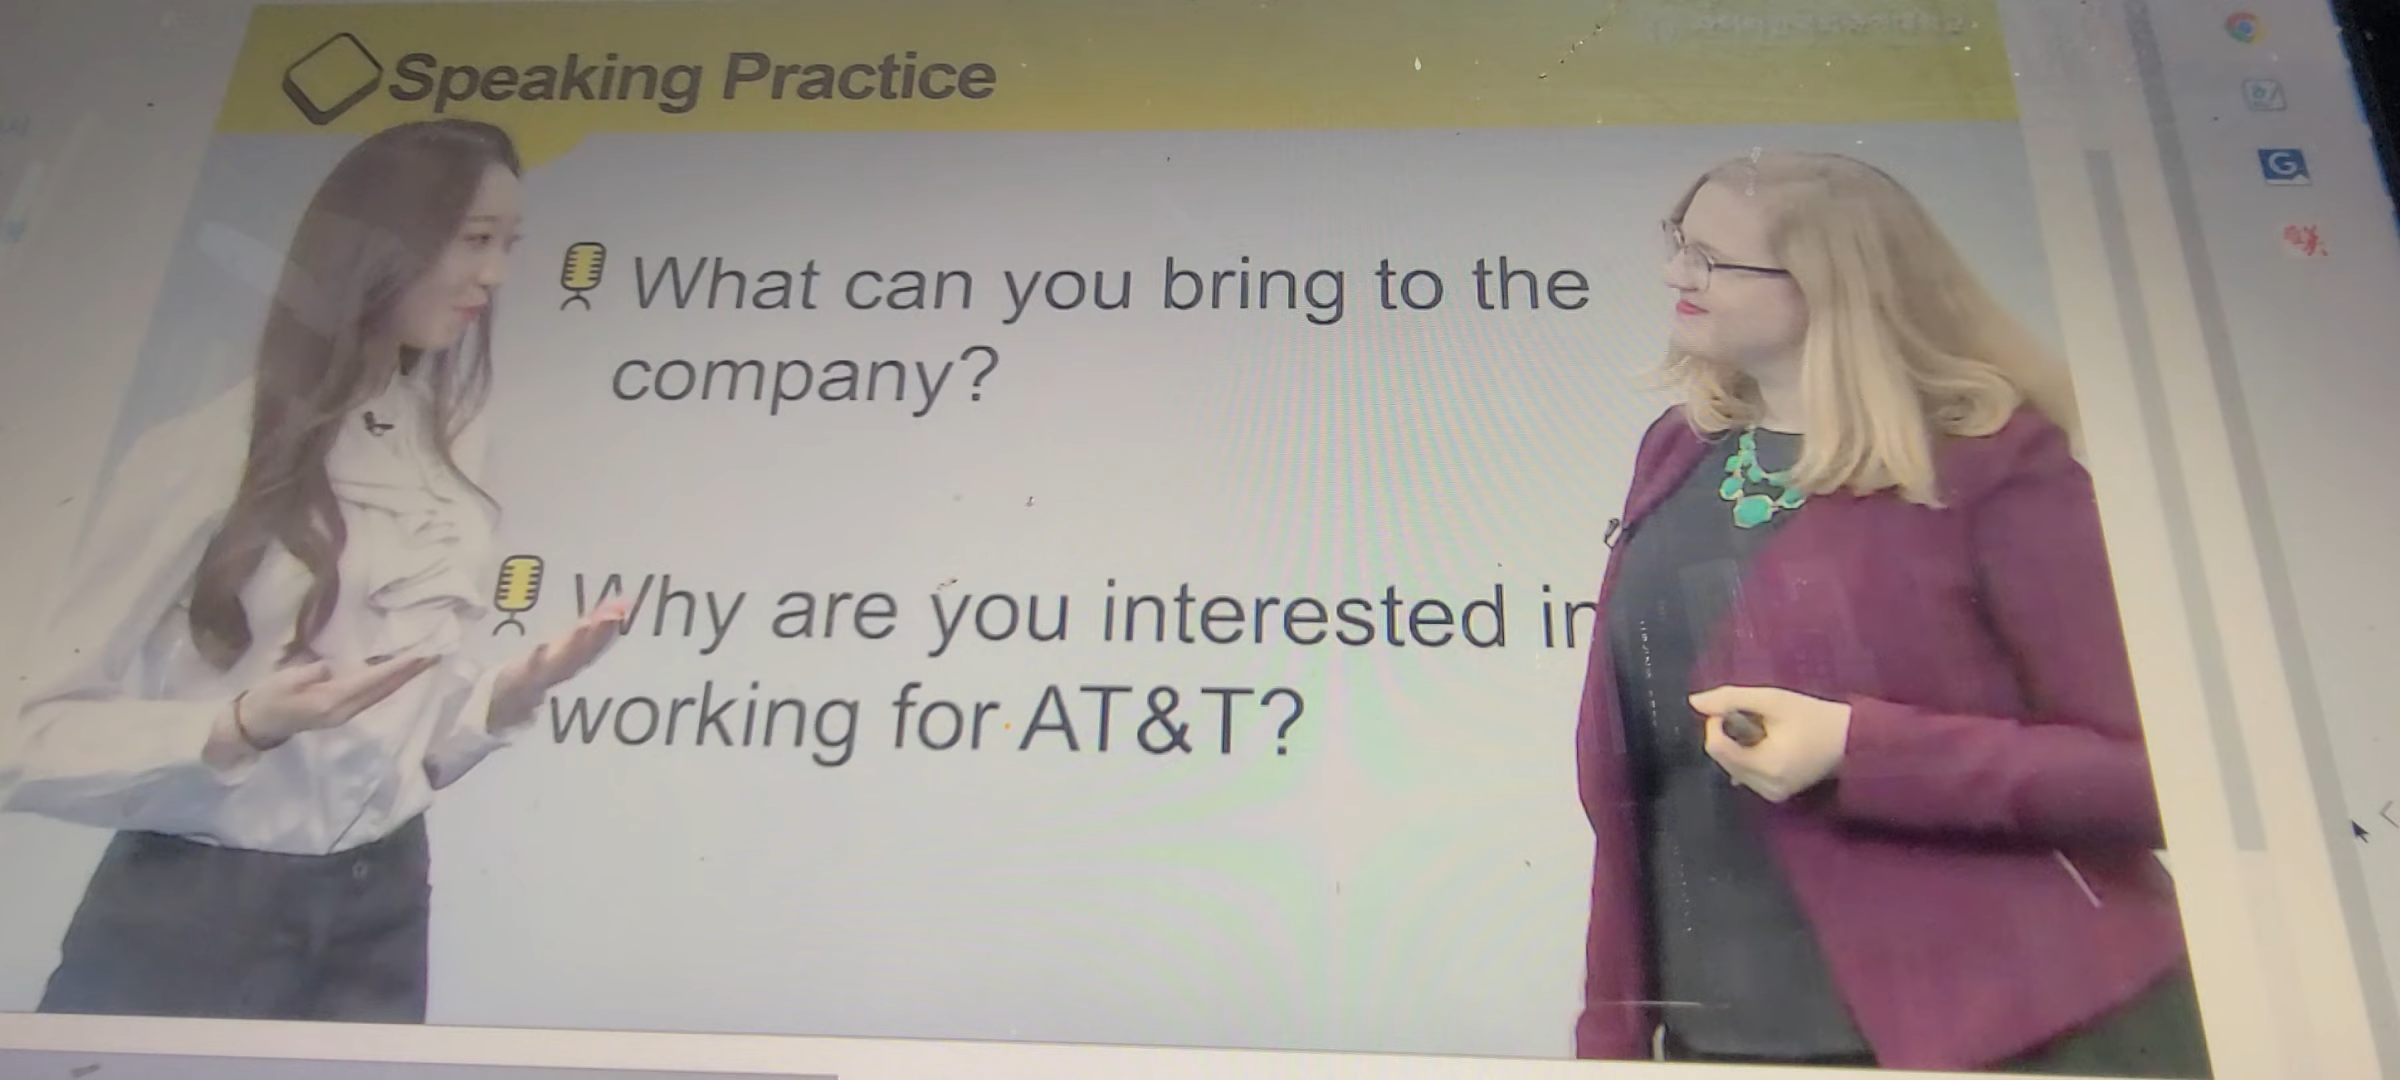 Speaking Practice
What can you bring to the
company?
Why are you interested in
working for AT&T?
G